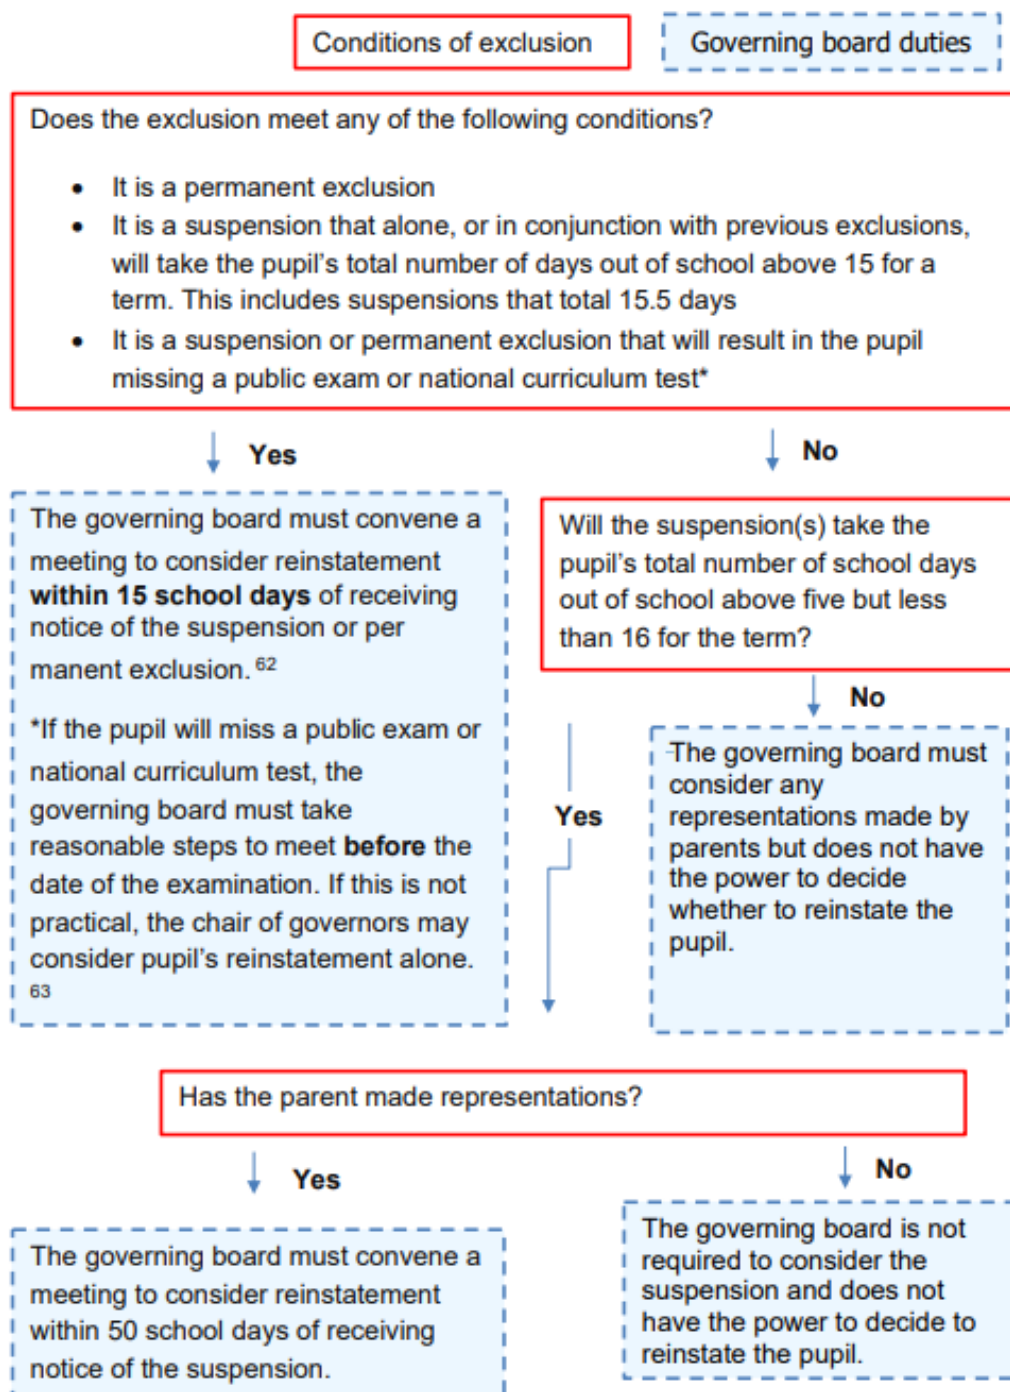 Conditions of exclusion
Governing board duties
Does the exclusion meet any of the following conditions?
• It is a permanent exclusion
• It is a suspension that alone, or in conjunction with previous exclusions,
will take the pupil's total number of days out of school above 15 for a
term. This includes suspensions that total 15.5 days
• It is a suspension or permanent exclusion that will result in the pupil
missing a public exam or national curriculum test*
Yes
No
The governing board must convene a
meeting to consider reinstatement
within 15 school days of receiving
notice of the suspension or per
manent exclusion. 62
*If the pupil will miss a public exam or
national curriculum test, the
governing board must take
reasonable steps to meet before the
date of the examination. If this is not
practical, the chair of governors may
consider pupil's reinstatement alone.
63
Will the suspension(s) take the
pupil's total number of school days
out of school above five but less
than 16 for the term?
No
Yes
The governing board must
consider any
representations made by
parents but does not have
the power to decide
whether to reinstate the
pupil.
Has the parent made representations?
Yes
No
The governing board must convene a
meeting to consider reinstatement
within 50 school days of receiving
notice of the suspension.
The governing board is not
required to consider the
suspension and does not
have the power to decide to
reinstate the pupil.